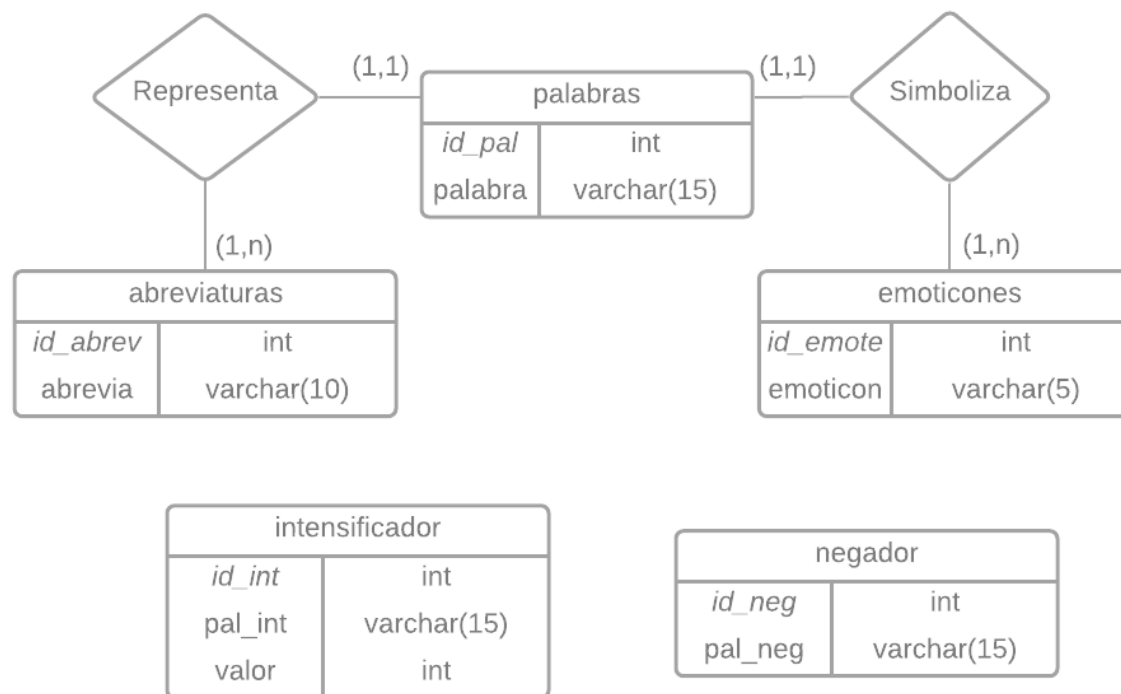 Representa
(1,1)
palabras
(1,1)
Simboliza
id_pal int
palabra varchar(15)
(1,n)
(1,n)
abreviaturas
id_abrev int
abrevia varchar(10)
emoticones
id_emote int
emoticon varchar(5)
intensificador
id_int int
pal_int varchar(15)
valor int
negador
id_neg int
pal_neg varchar(15)